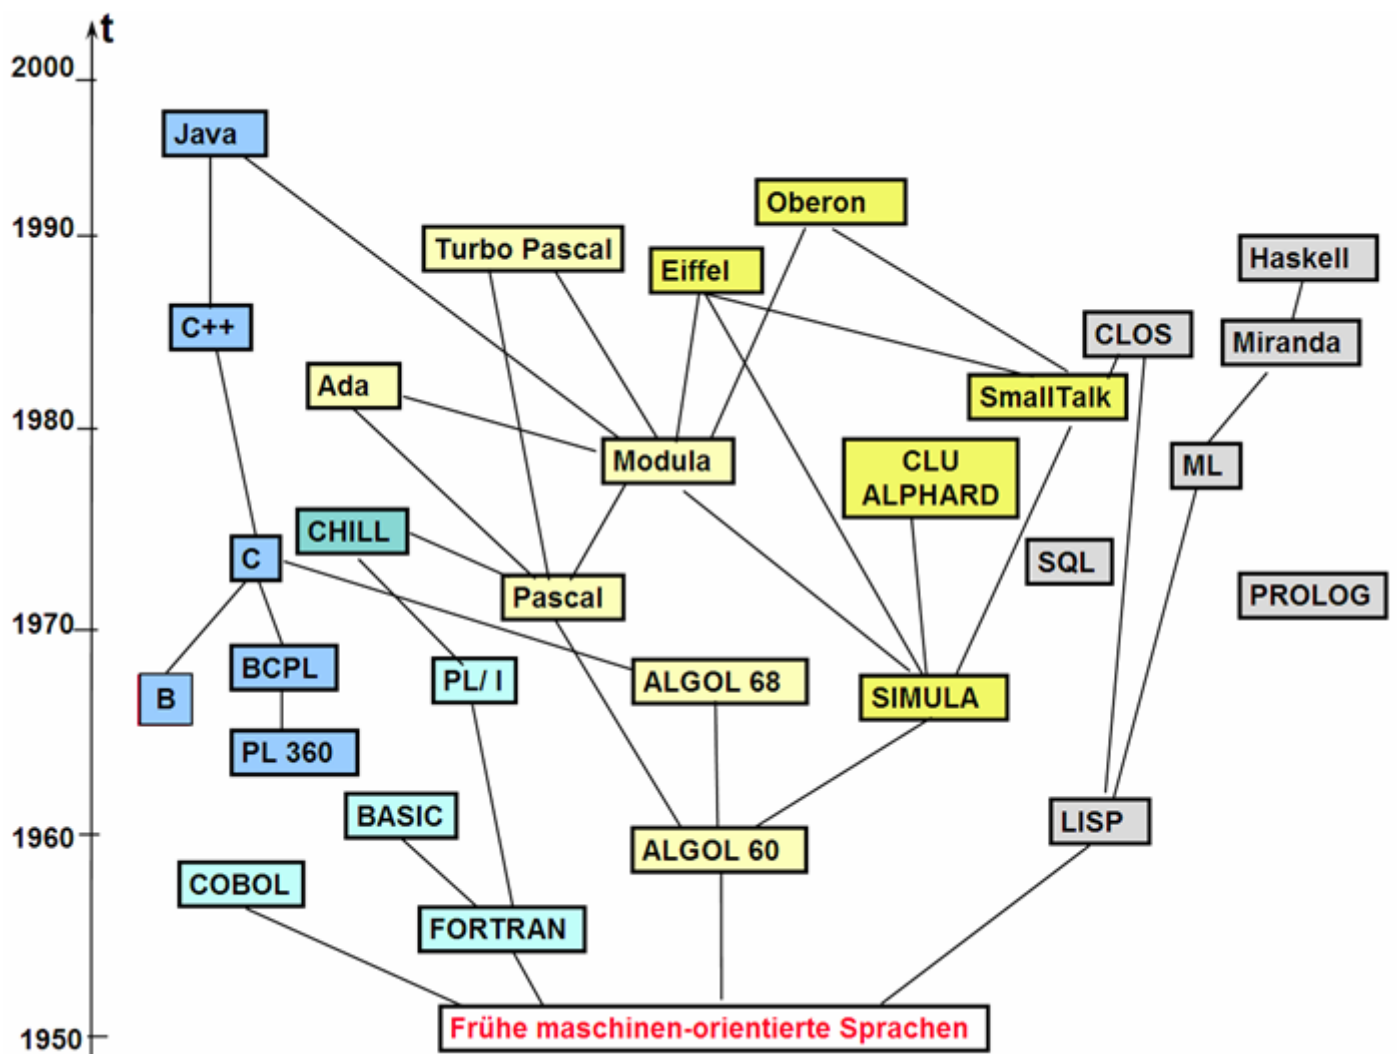 t
2000
Java
Oberon
1990
Turbo Pascal
Eiffel
Haskell
C++
CLOS
Miranda
Ada
SmallTalk
1980
Modula
CLU
ALPHARD
ML
CHILL
C
SQL
Pascal
PROLOG
1970
BCPL
B
PL/ I
ALGOL 68
SIMULA
PL 360
BASIC
LISP
1960
ALGOL 60
COBOL
FORTRAN
Frühe maschinen-orientierte Sprachen
1950